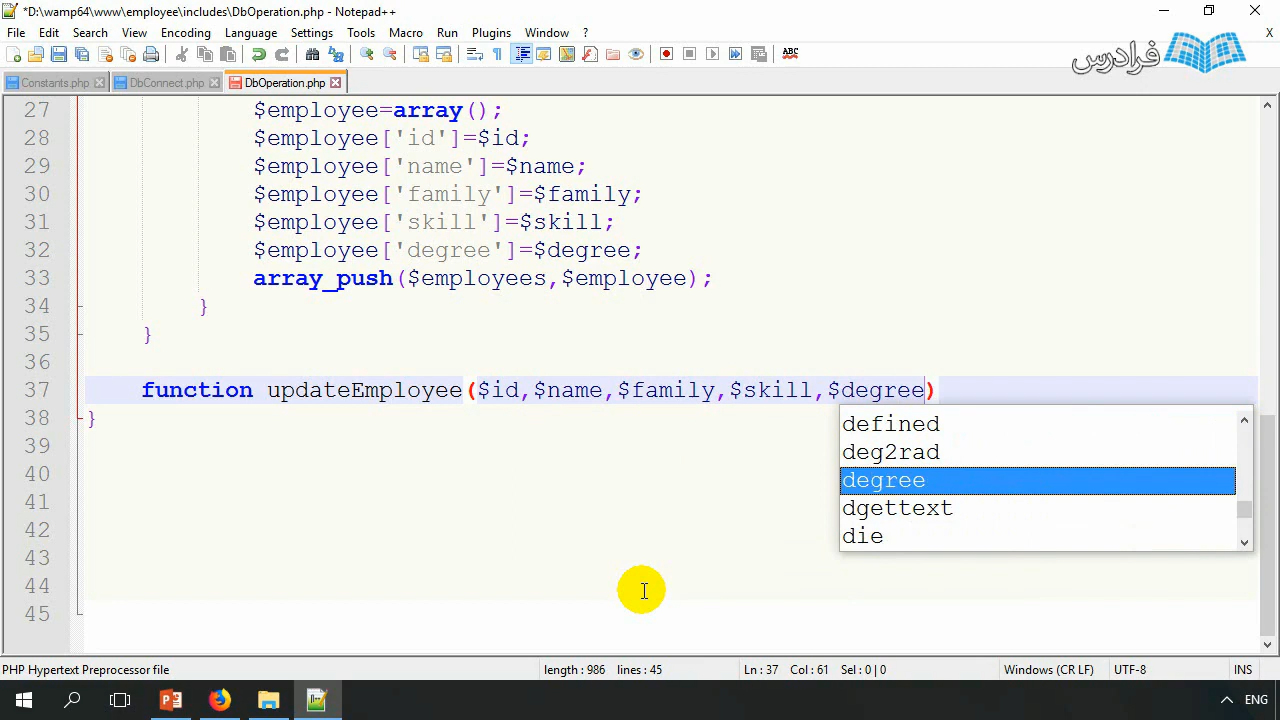 *D:\wamp64\www\employee\includes\DbOperation.php - Notepad++
File Edit Search View Encoding Language Settings Tools Macro Run Plugins Window ? X
ABC
فرادرس
Constants.php DbConnect.php DbOperation.php
27 $employee=array();
28 $employee['id']=$id;
29 $employee['name']=$name;
30 $employee['family']=$family;
31 $employee['skill']=$skill;
32 $employee['degree']=$degree;
33 array_push($employees,$employee);
34 }
35 }
36
37 function updateEmployee($id,$name,$family,$skill,$degree)
38 }
39
40
41
42
43
44
45
defined
deg2rad
degree
dgettext
die
PHP Hypertext Preprocessor file length : 986 lines : 45 Ln : 37 Col : 61 Sel : 0 | 0 Windows (CR LF) UTF-8 INS
ENG